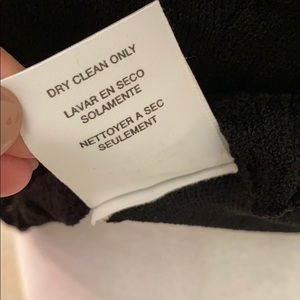 DRY CLEAN ONLY
LAVAR EN SECO
SOLAMENTE
NETTOYER A SEC
SEULEMENT